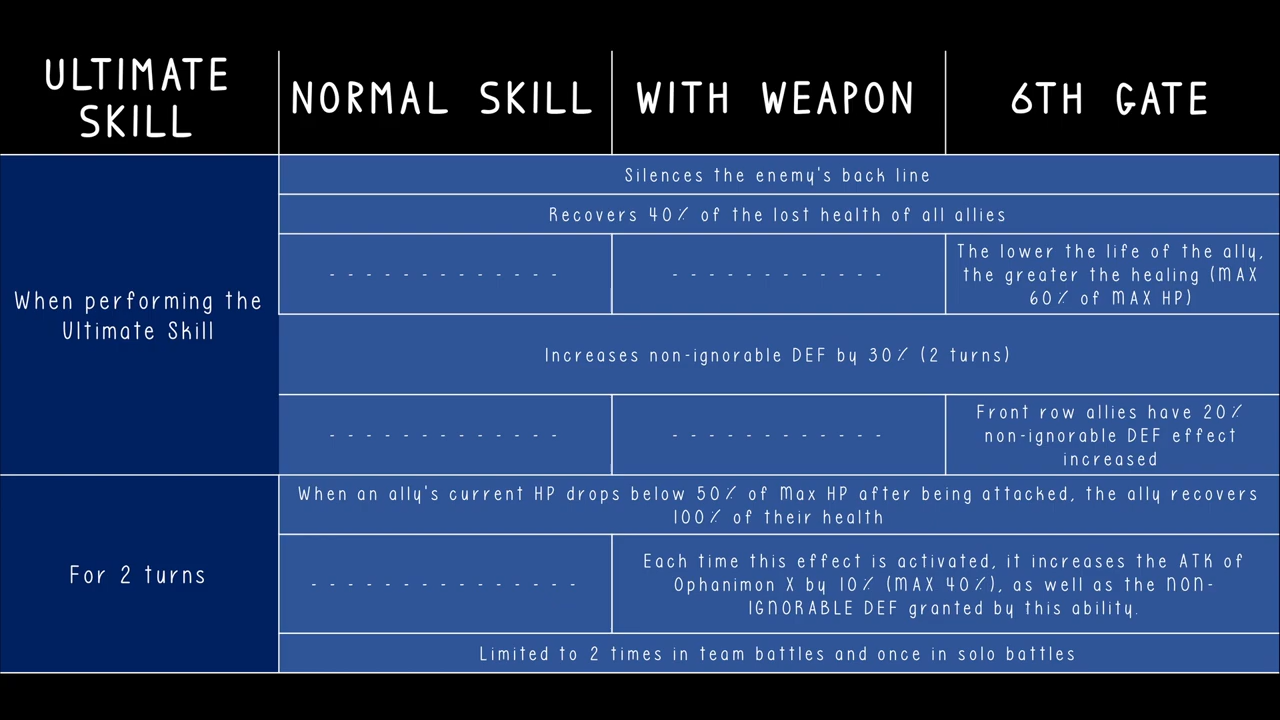 ULTIMATE
SKILL
NORMAL SKILL
WITH WEAPON
6TH GATE
When performing the
Ultimate Skill
Silences the enemy's back line
Recovers 40% of the lost health of all allies
- - - - - - - - - - - - -
- - - - - - - - - - - -
The lower the life of the ally,
the greater the healing (MAX
60% of MAX HP)
Increases non-ignorable DEF by 30% (2 turns)
- - - - - - - - - - - - -
- - - - - - - - - - - -
Front row allies have 20%
non-ignorable DEF effect
increased
For 2 turns
When an ally's current HP drops below 50% of Max HP after being attacked, the ally recovers
100% of their health
- - - - - - - - - - - - - - -
Each time this effect is activated, it increases the ATK of
Ophanimon X by 10% (MAX 40%), as well as the NON-
IGNORABLE DEF granted by this ability.
Limited to 2 times in team battles and once in solo battles